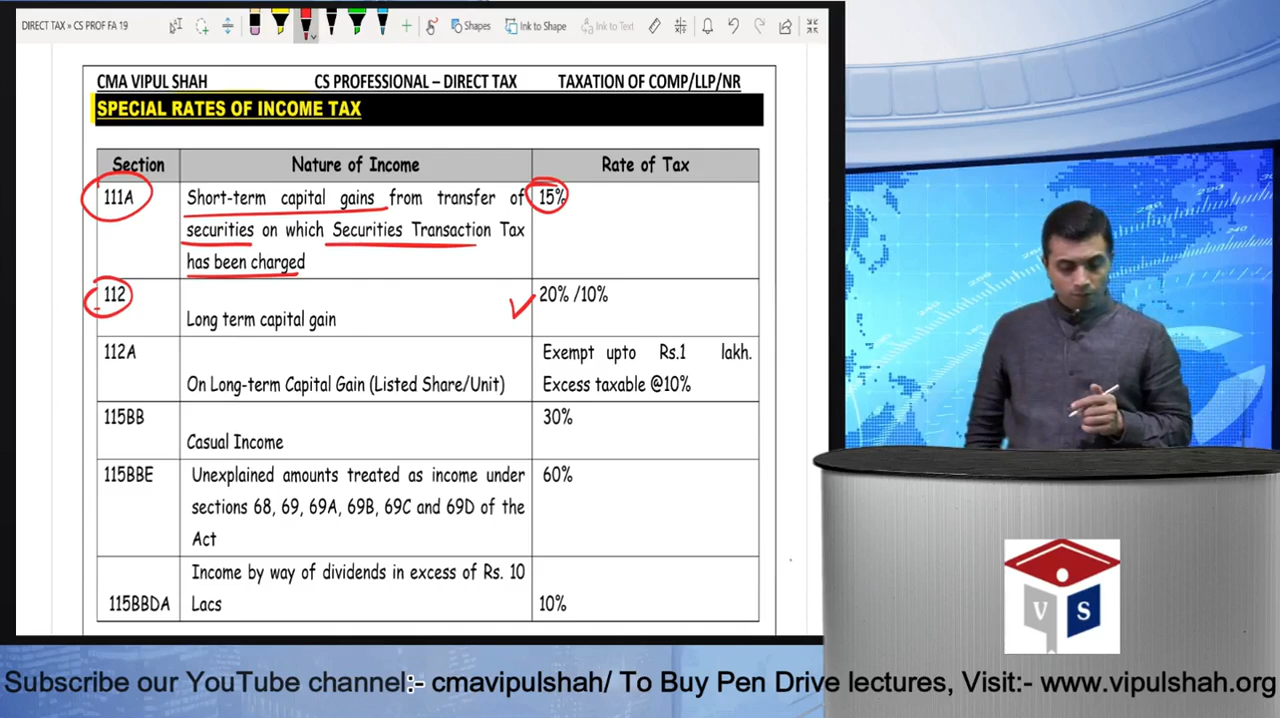 DIRECT TAX » CS PROF FA 19
Shapes
Ink to Shape
Ink to Text
CMA VIPUL SHAH CS PROFESSIONAL – DIRECT TAX TAXATION OF COMP/LLP/NR
SPECIAL RATES OF INCOME TAX
Section Nature of Income Rate of Tax
111A Short-term capital gains from transfer of 15%
securities on which Securities Transaction Tax
has been charged
112 20% /10%
Long term capital gain
112A Exempt upto Rs.1 lakh.
On Long-term Capital Gain (Listed Share/Unit) Excess taxable @10%
115BB 30%
Casual Income
115BBE Unexplained amounts treated as income under 60%
sections 68, 69, 69A, 69B, 69C and 69D of the
Act
Income by way of dividends in excess of Rs. 10
115BBDA Lacs 10%
V S
Subscribe our YouTube channel:- cmavipulshah/ To Buy Pen Drive lectures, Visit:- www.vipulshah.org